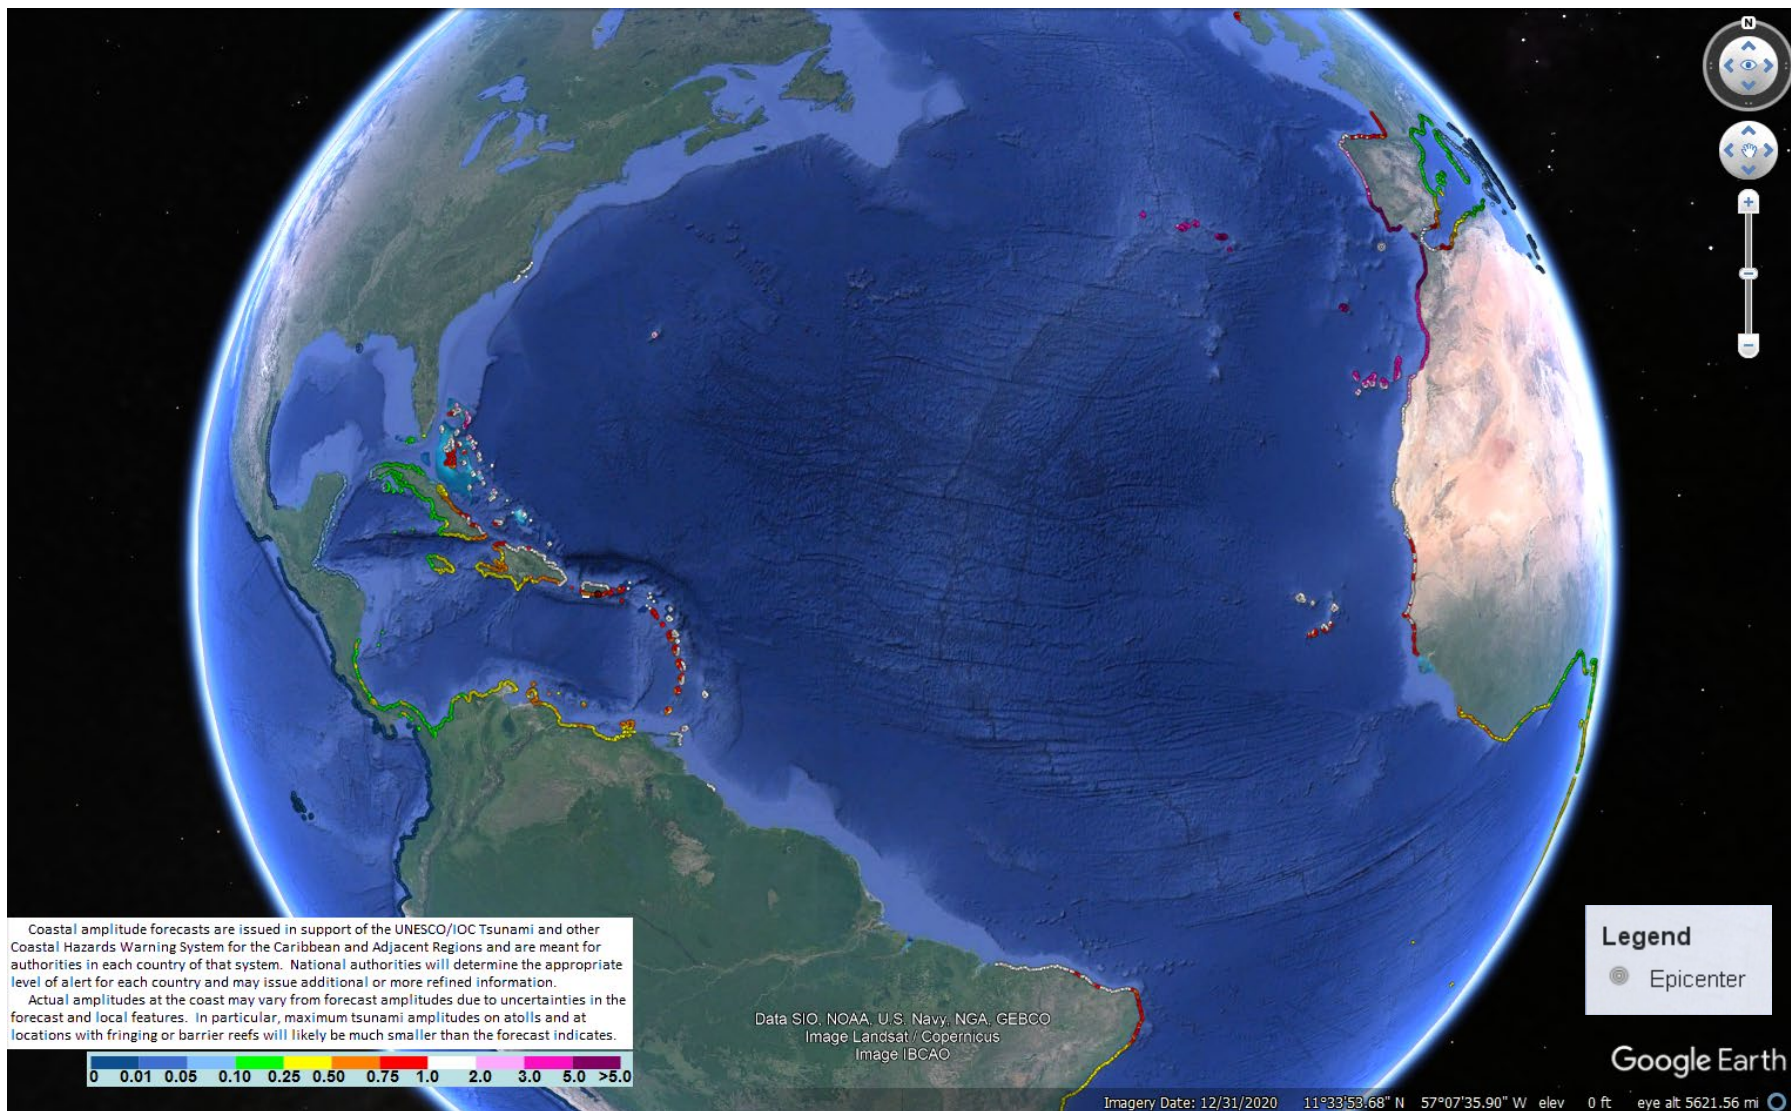 N
Coastal amplitude forecasts are issued in support of the UNESCO/IOC Tsunami and other
Coastal Hazards Warning System for the Caribbean and Adjacent Regions and are meant for
authorities in each country of that system. National authorities will determine the appropriate
level of alert for each country and may issue additional or more refined information.
Actual amplitudes at the coast may vary from forecast amplitudes due to uncertainties in the
forecast and local features. In particular, maximum tsunami amplitudes on atolls and at
locations with fringing or barrier reefs will likely be much smaller than the forecast indicates.
0 0.01 0.05 0.10 0.25 0.50 0.75 1.0 2.0 3.0 5.0 >5.0
Data SIO, NOAA, U.S. Navy, NGA, GEBCO
Image Landsat / Copernicus
Image IBCAO
Legend
Epicenter
Google Earth
Imagery Date: 12/31/2020 11°33'53.68" N 57°07'35.90" W elev 0 ft eye alt 5621.56 mi